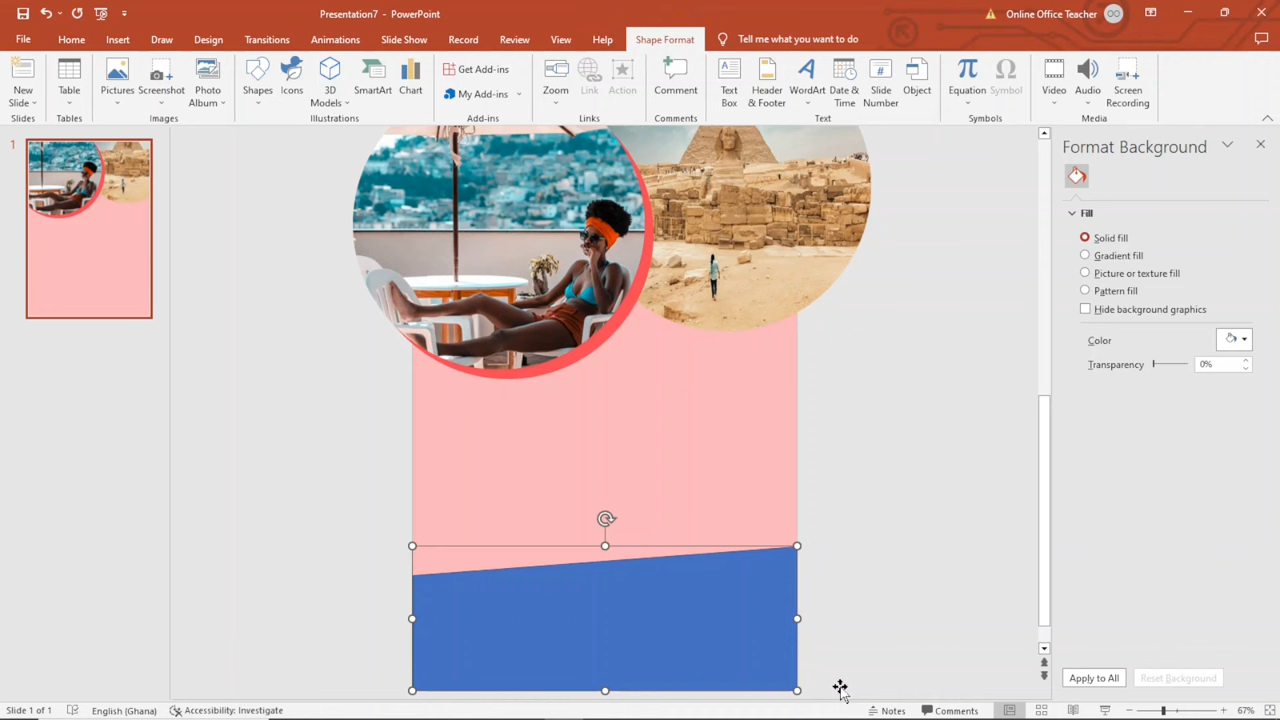 Presentation7 - PowerPoint
Online Office Teacher
OO
File Home Insert Draw Design Transitions Animations Slide Show Record Review View Help Shape Format Tell me what you want to do
New Slide
Table
Pictures
Screenshot
Photo Album
Shapes
Icons
3D Models
SmartArt
Chart
Get Add-ins
My Add-ins
Zoom
Link
Action
Comment
Text Box
Header & Footer
WordArt
Date & Time
Slide Number
Object
Equation
Symbol
Video
Audio
Screen Recording
Slides Tables Images Illustrations Add-ins Links Comments Text Symbols Media
1
Format Background
Fill
Solid fill
Gradient fill
Picture or texture fill
Pattern fill
Hide background graphics
Color
Transparency 0%
Apply to All Reset Background
Slide 1 of 1 English (Ghana) Accessibility: Investigate Notes Comments 67%